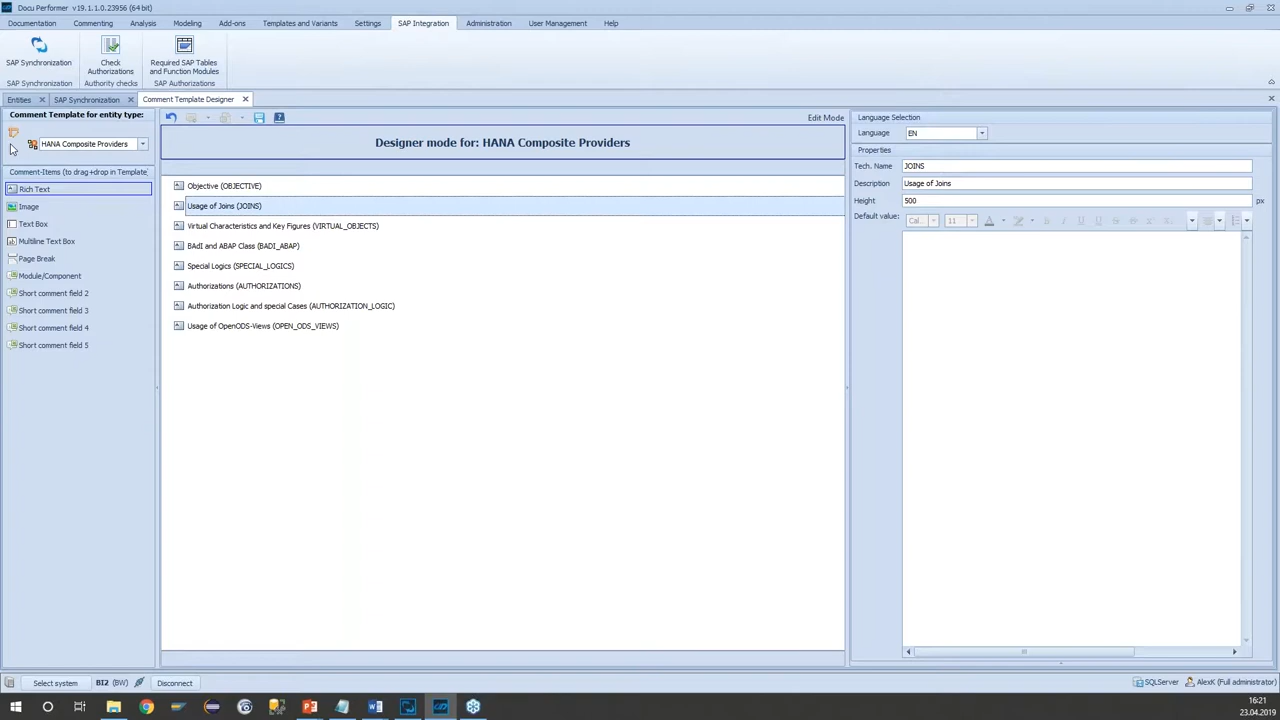 Docu Performer v19.1.1.0.23956 (64 bit)
Documentation Commenting Analysis Modeling Add-ons Templates and Variants Settings SAP Integration Administration User Management Help
SAP Synchronization
Check Authorizations
Required SAP Tables and Function Modules
SAP Synchronization Authority checks SAP Authorizations
Entities SAP Synchronization Comment Template Designer
Comment Template for entity type:
HANA Composite Providers
Comment-Items (to drag+drop in Template)
Rich Text
Image
Text Box
Multiline Text Box
Page Break
Module/Component
Short comment field 2
Short comment field 3
Short comment field 4
Short comment field 5
Edit Mode
Designer mode for: HANA Composite Providers
Objective (OBJECTIVE)
Usage of Joins (JOINS)
Virtual Characteristics and Key Figures (VIRTUAL_OBJECTS)
BAdI and ABAP Class (BADI_ABAP)
Special Logics (SPECIAL_LOGICS)
Authorizations (AUTHORIZATIONS)
Authorization Logic and special Cases (AUTHORIZATION_LOGIC)
Usage of OpenODS-Views (OPEN_ODS_VIEWS)
Language Selection
Language EN
Properties
Tech. Name JOINS
Description Usage of Joins
Height 500 px
Default value: Cal... 11
Select system BI2 (BW) Disconnect
SQLServer AlexK (Full administrator)
16:21
23.04.2019